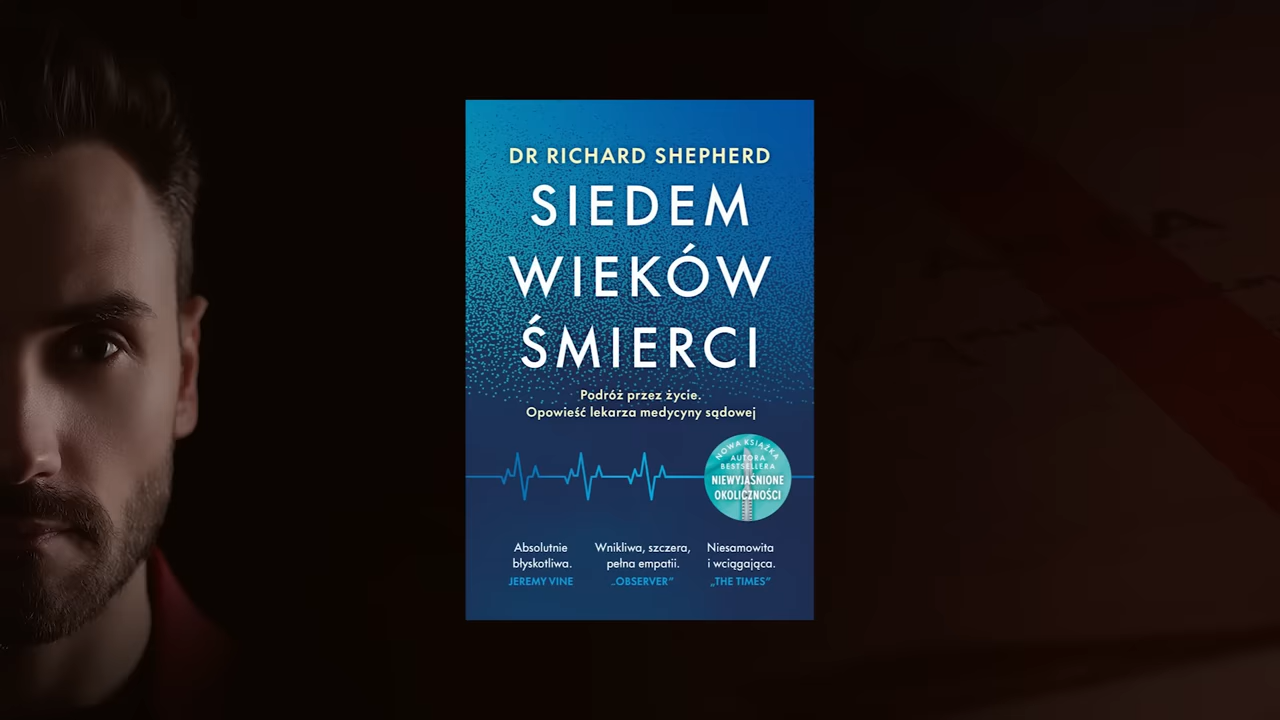 DR RICHARD SHEPHERD
SIEDEM
WIEKÓW
ŚMIERCI
Podróż przez życie.
Opowieść lekarza medycyny sądowej
NOWA KSIĄŻKA
AUTORA
BESTSELLERA
NIEWYJAŚNIONE
OKOLICZNOŚCI
Absolutnie
błyskotliwa.
JEREMY VINE
Wnikliwa, szczera,
pełna empatii.
„OBSERVER”
Niesamowita
i wciągająca.
„THE TIMES”